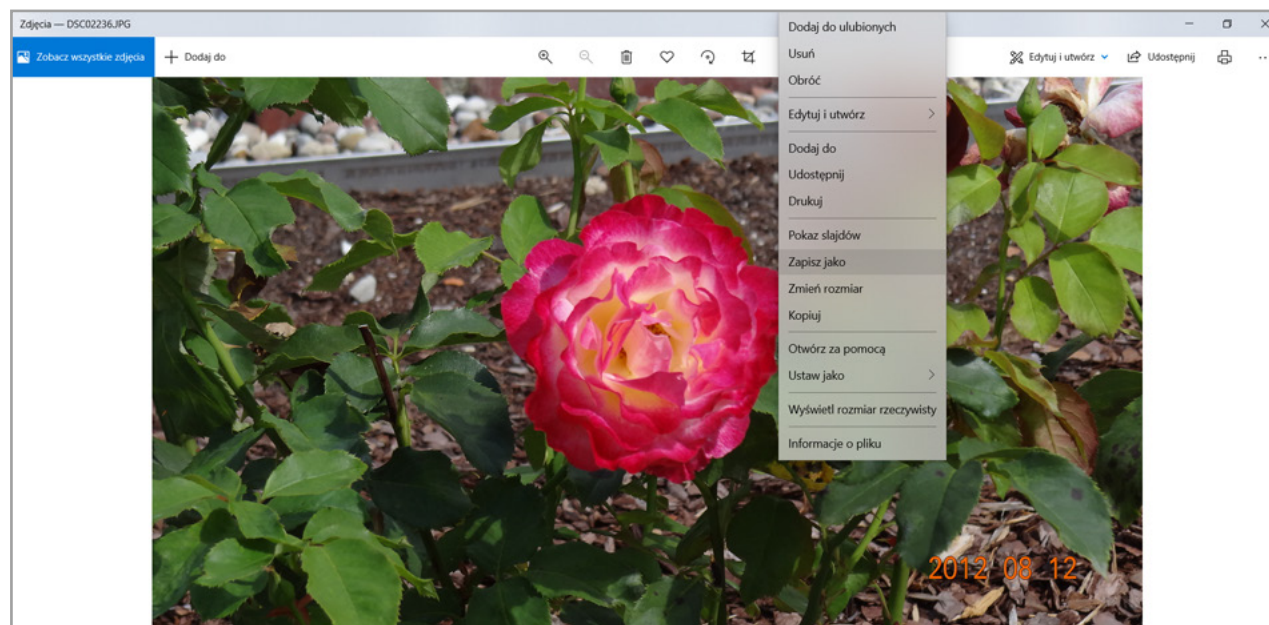 Zdjęcia — DSC02236.JPG
Zobacz wszystkie zdjęcia
Dodaj do
Edytuj i utwórz
Udostępnij
Dodaj do ulubionych
Usuń
Obróć
Edytuj i utwórz
Dodaj do
Udostępnij
Drukuj
Pokaz slajdów
Zapisz jako
Zmień rozmiar
Kopiuj
Otwórz za pomocą
Ustaw jako
Wyświetl rozmiar rzeczywisty
Informacje o pliku
2012 08 12